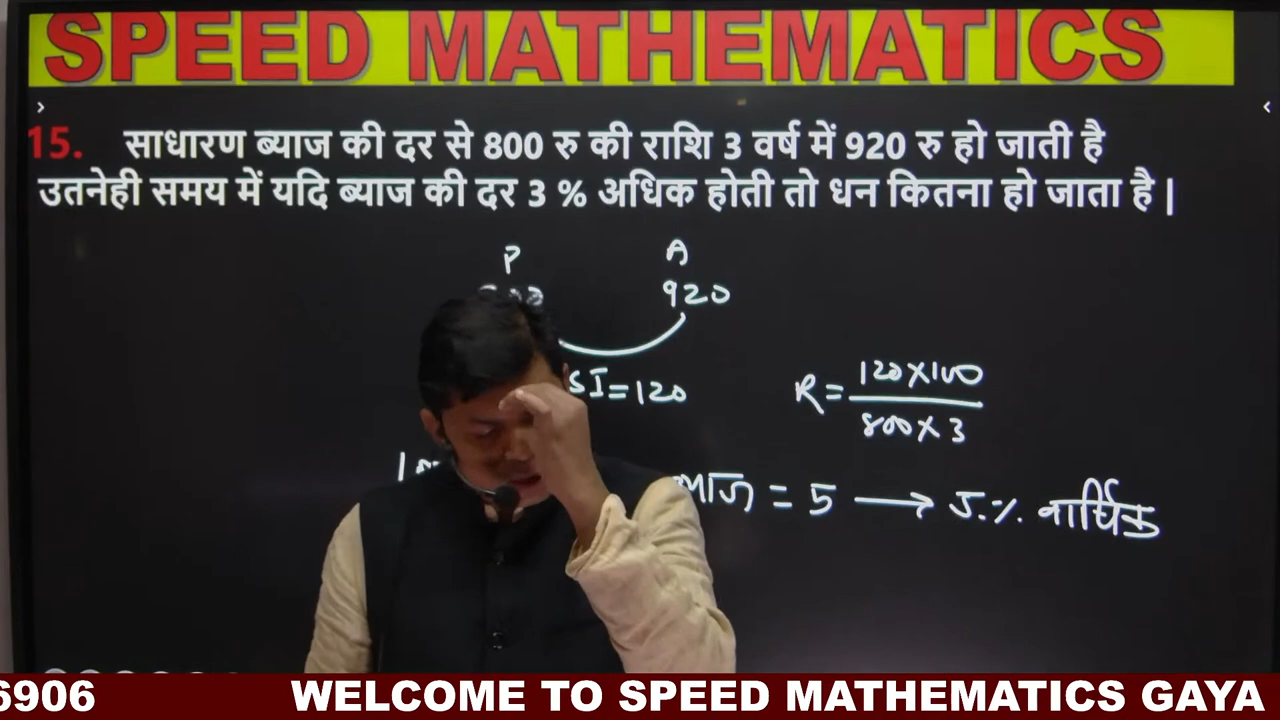 SPEED MATHEMATICS
15. साधारण ब्याज की दर से 800 रु की राशि 3 वर्ष में 920 रु हो जाती है
उतनेही समय में यदि ब्याज की दर 3 % अधिक होती तो धन कितना हो जाता है |
P A
920
SI=120
R= 120×100
800×3
= 5 → 5% वार्षिक
6906 WELCOME TO SPEED MATHEMATICS GAYA